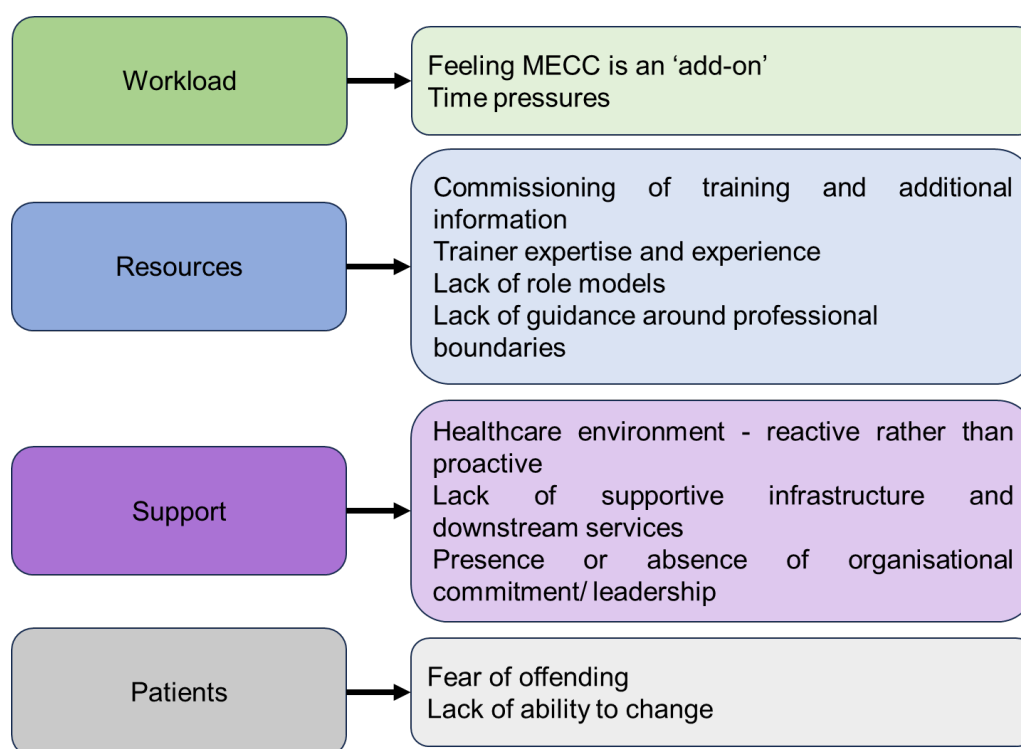 Workload
Feeling MECC is an ‘add-on’
Time pressures
Resources
Commissioning of training and additional
information
Trainer expertise and experience
Lack of role models
Lack of guidance around professional
boundaries
Support
Healthcare environment - reactive rather than
proactive
Lack of supportive infrastructure and
downstream services
Presence or absence of organisational
commitment/ leadership
Patients
Fear of offending
Lack of ability to change